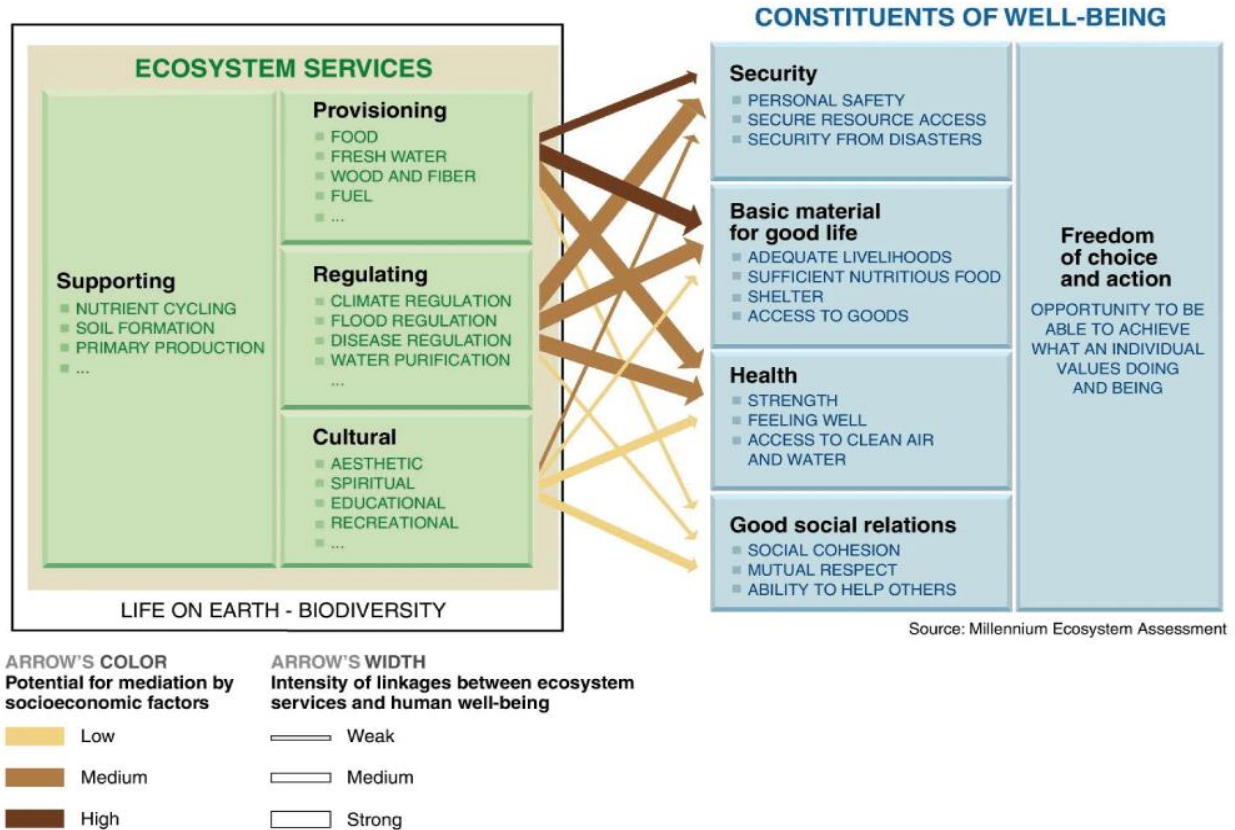 CONSTITUENTS OF WELL-BEING
ECOSYSTEM SERVICES
Supporting
NUTRIENT CYCLING
SOIL FORMATION
PRIMARY PRODUCTION
...
Provisioning
FOOD
FRESH WATER
WOOD AND FIBER
FUEL
...
Regulating
CLIMATE REGULATION
FLOOD REGULATION
DISEASE REGULATION
WATER PURIFICATION
...
Cultural
AESTHETIC
SPIRITUAL
EDUCATIONAL
RECREATIONAL
...
LIFE ON EARTH - BIODIVERSITY
Security
PERSONAL SAFETY
SECURE RESOURCE ACCESS
SECURITY FROM DISASTERS
Basic material
for good life
ADEQUATE LIVELIHOODS
SUFFICIENT NUTRITIOUS FOOD
SHELTER
ACCESS TO GOODS
Health
STRENGTH
FEELING WELL
ACCESS TO CLEAN AIR
AND WATER
Good social relations
SOCIAL COHESION
MUTUAL RESPECT
ABILITY TO HELP OTHERS
Freedom
of choice
and action
OPPORTUNITY TO BE
ABLE TO ACHIEVE
WHAT AN INDIVIDUAL
VALUES DOING
AND BEING
Source: Millennium Ecosystem Assessment
ARROW'S COLOR
Potential for mediation by
socioeconomic factors
Low
Medium
High
ARROW'S WIDTH
Intensity of linkages between ecosystem
services and human well-being
Weak
Medium
Strong